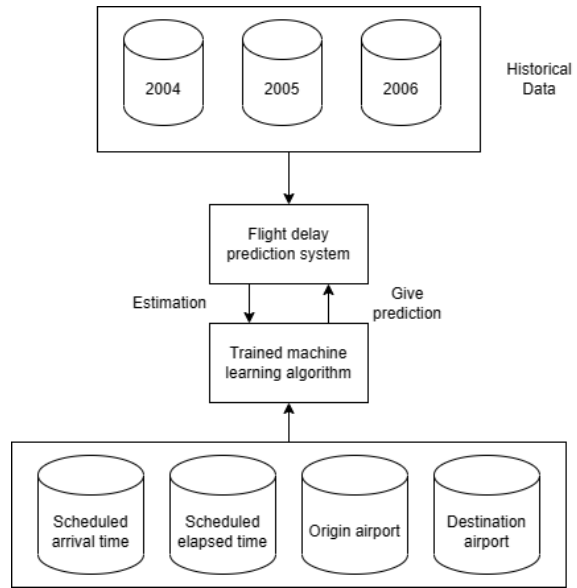 2004
2005
2006
Historical
Data
Flight delay
prediction system
Estimation
Give
prediction
Trained machine
learning algorithm
Scheduled
arrival time
Scheduled
elapsed time
Origin airport
Destination
airport